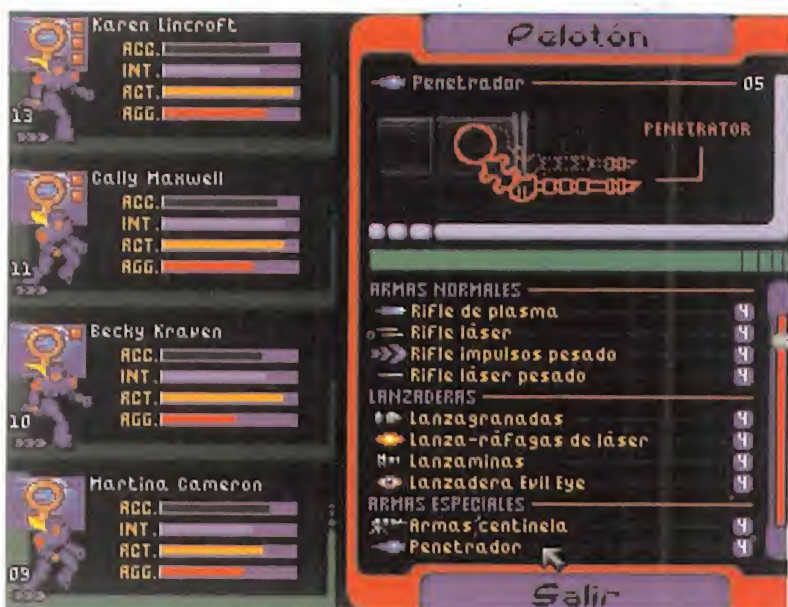 Karen Lincroft
ACC.
INT.
ACT.
AGG.
13
Cally Maxwell
ACC.
INT.
ACT.
AGG.
11
Becky Kraven
ACC.
INT.
ACT.
AGG.
10
Martina Cameron
ACC.
INT.
ACT.
AGG.
09
Pelotón
Penetrador 05
PENETRATOR
ARMAS NORMALES
Rifle de plasma 4
Rifle láser 4
Rifle impulsos pesado 4
Rifle láser pesado 4
LANZADERAS
Lanzagranadas 4
Lanza-ráfagas de láser 4
Lanzaminas 4
Lanzadera Evil Eye 4
ARMAS ESPECIALES
Armas centinela 4
Penetrador 4
Salir